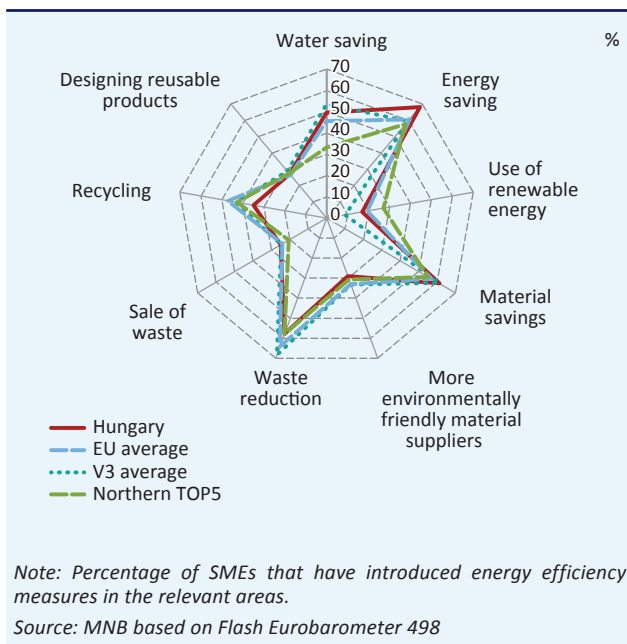 Water saving
%
Designing reusable
products
Energy
saving
70
60
50
40
30
20
10
0
Recycling
Use of
renewable
energy
Sale of
waste
Material
savings
Waste
reduction
More
environmentally
friendly material
suppliers
Hungary
EU average
V3 average
Northern TOP5
Note: Percentage of SMEs that have introduced energy efficiency
measures in the relevant areas.
Source: MNB based on Flash Eurobarometer 498